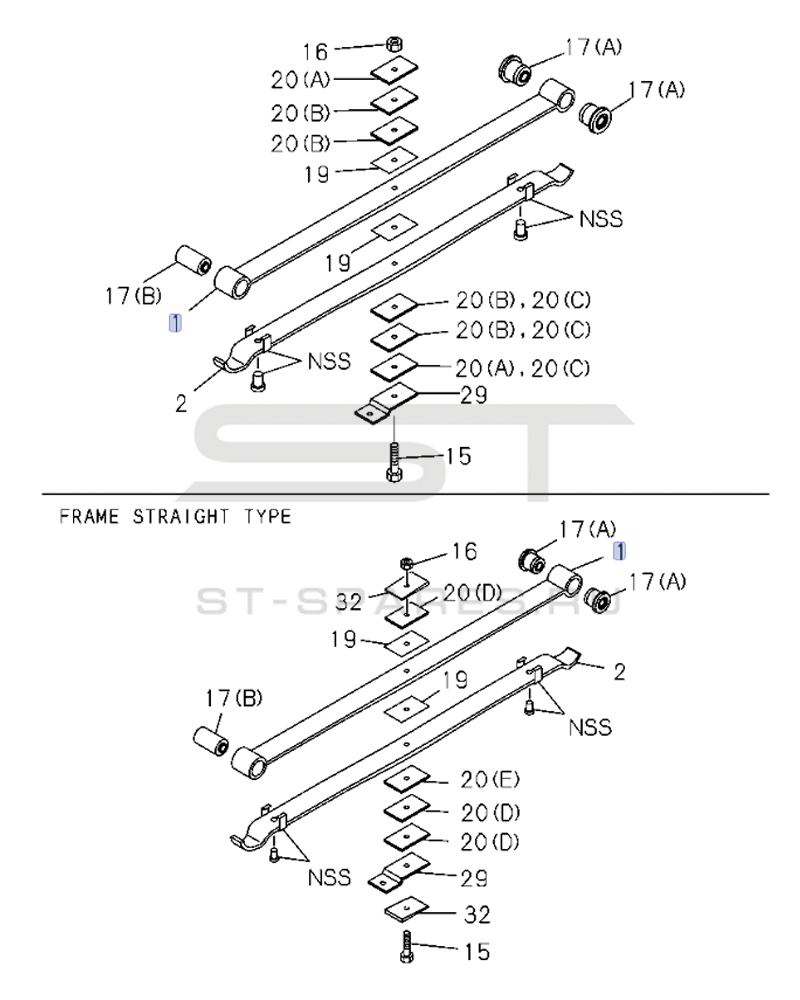 16
17(A)
20(A)
17(A)
20(B)
20(B)
19
NSS
19
17(B)
20(B), 20(C)
1
20(B), 20(C)
NSS
20(A), 20(C)
29
2
ST
15
FRAME STRAIGHT TYPE
17(A)
16
1
17(A)
32
20(D)
ST-SPARES.RU
19
2
19
17(B)
NSS
20(E)
20(D)
20(D)
NSS
29
32
15